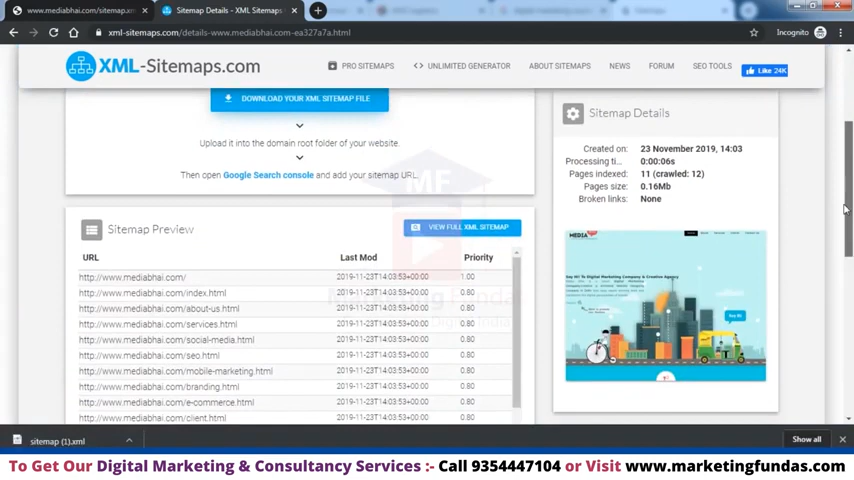 www.mediabhai.com/sitemap.xm
Sitemap Details - XML Sitemaps
xml-sitemaps.com/details-www.mediabhai.com-ea327a7a.html
Incognito
XML-Sitemaps.com
PRO SITEMAPS
UNLIMITED GENERATOR
ABOUT SITEMAPS
NEWS
FORUM
SEO TOOLS
Like 24K
DOWNLOAD YOUR XML SITEMAP FILE
Upload it into the domain root folder of your website.
Then open Google Search console and add your sitemap URL.
Sitemap Details
Created on: 23 November 2019, 14:03
Processing ti... 0:00:06s
Pages indexed: 11 (crawled: 12)
Pages size: 0.16Mb
Broken links: None
Sitemap Preview
VIEW FULL XML SITEMAP
URL Last Mod Priority
http://www.mediabhai.com/ 2019-11-23T14:03:53+00:00 1.00
http://www.mediabhai.com/index.html 2019-11-23T14:03:53+00:00 0.80
http://www.mediabhai.com/about-us.html 2019-11-23T14:03:53+00:00 0.80
http://www.mediabhai.com/services.html 2019-11-23T14:03:53+00:00 0.80
http://www.mediabhai.com/social-media.html 2019-11-23T14:03:53+00:00 0.80
http://www.mediabhai.com/seo.html 2019-11-23T14:03:53+00:00 0.80
http://www.mediabhai.com/mobile-marketing.html 2019-11-23T14:03:53+00:00 0.80
http://www.mediabhai.com/branding.html 2019-11-23T14:03:53+00:00 0.80
http://www.mediabhai.com/e-commerce.html 2019-11-23T14:03:53+00:00 0.80
http://www.mediabhai.com/client.html 2019-11-23T14:03:53+00:00 0.80
MF
Marketing Funda
MEDIA
Say Hi! To Digital Marketing Company & Creative Agency
sitemap (1).xml
Show all
To Get Our Digital Marketing & Consultancy Services :- Call 9354447104 or Visit www.marketingfundas.com